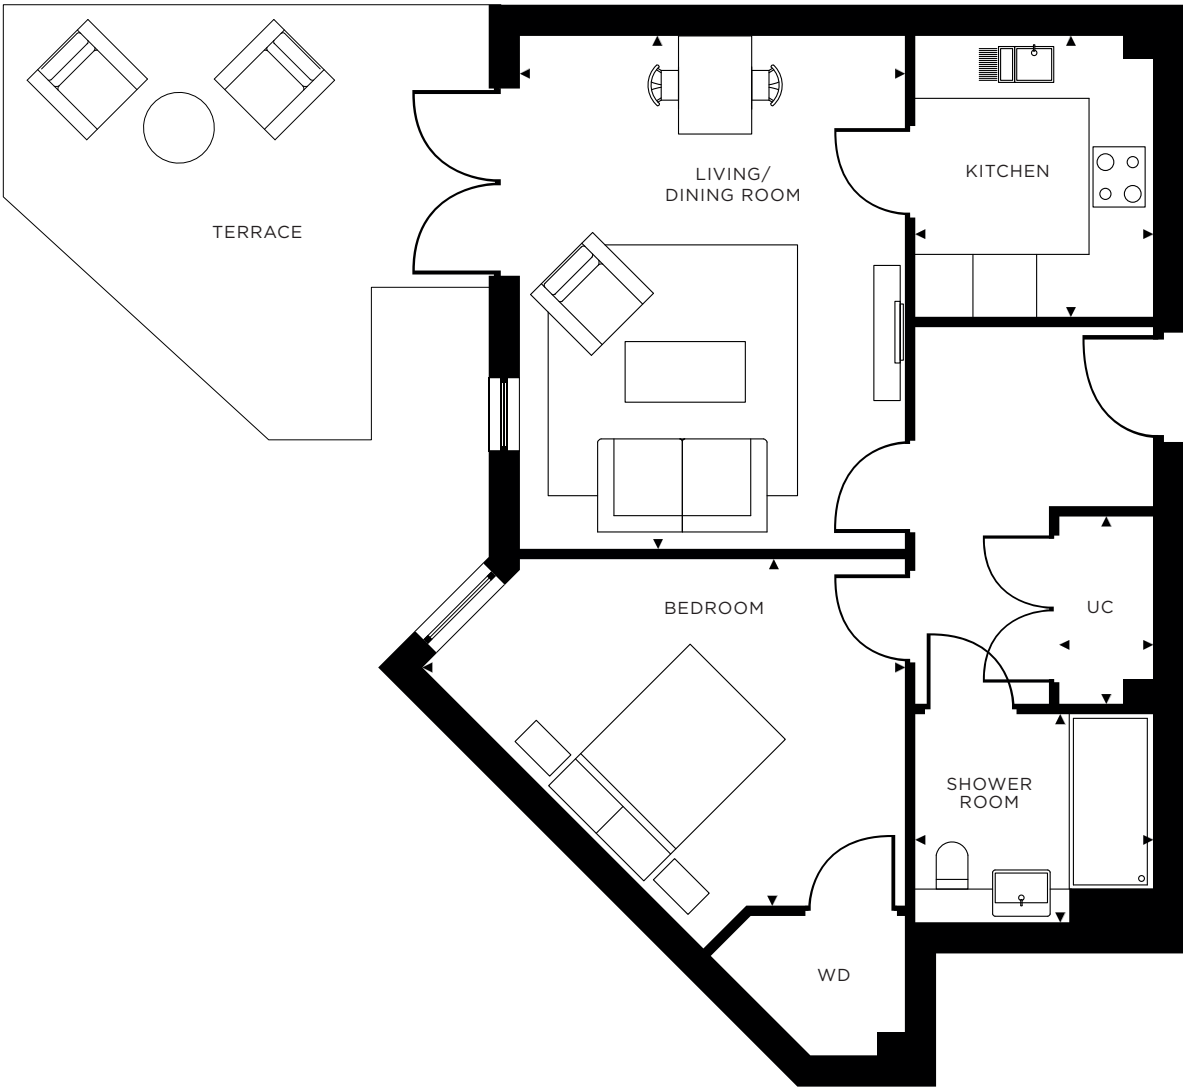 LIVING/
DINING ROOM
KITCHEN
TERRACE
BEDROOM
UC
SHOWER
ROOM
WD